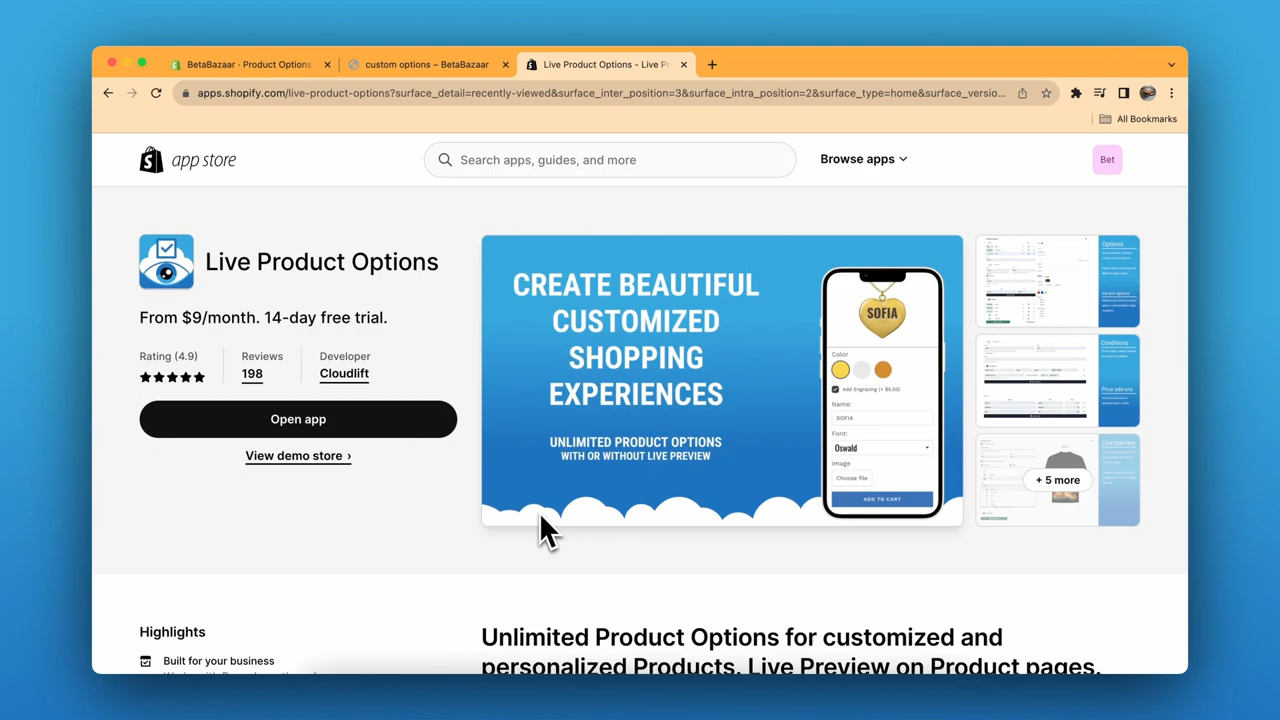 BetaBazaar · Product Options
custom options – BetaBazaar
Live Product Options - Live Pr
apps.shopify.com/live-product-options?surface_detail=recently-viewed&surface_inter_position=3&surface_intra_position=2&surface_type=home&surface_versio...
All Bookmarks
app store
Search apps, guides, and more
Browse apps
Bet
Live Product Options
From $9/month. 14-day free trial.
Rating (4.9)
Reviews
198
Developer
Cloudlift
Open app
View demo store ›
CREATE BEAUTIFUL
CUSTOMIZED
SHOPPING
EXPERIENCES
UNLIMITED PRODUCT OPTIONS
WITH OR WITHOUT LIVE PREVIEW
SOFIA
Color
Add Engraving (+ $5.00)
Name:
SOFIA
Font:
Oswald
Image
Choose file
ADD TO CART
Options
Variant options
Conditions
Price add-ons
Live preview
+ 5 more
Highlights
Built for your business
Unlimited Product Options for customized and
personalized Products. Live Preview on Product pages.